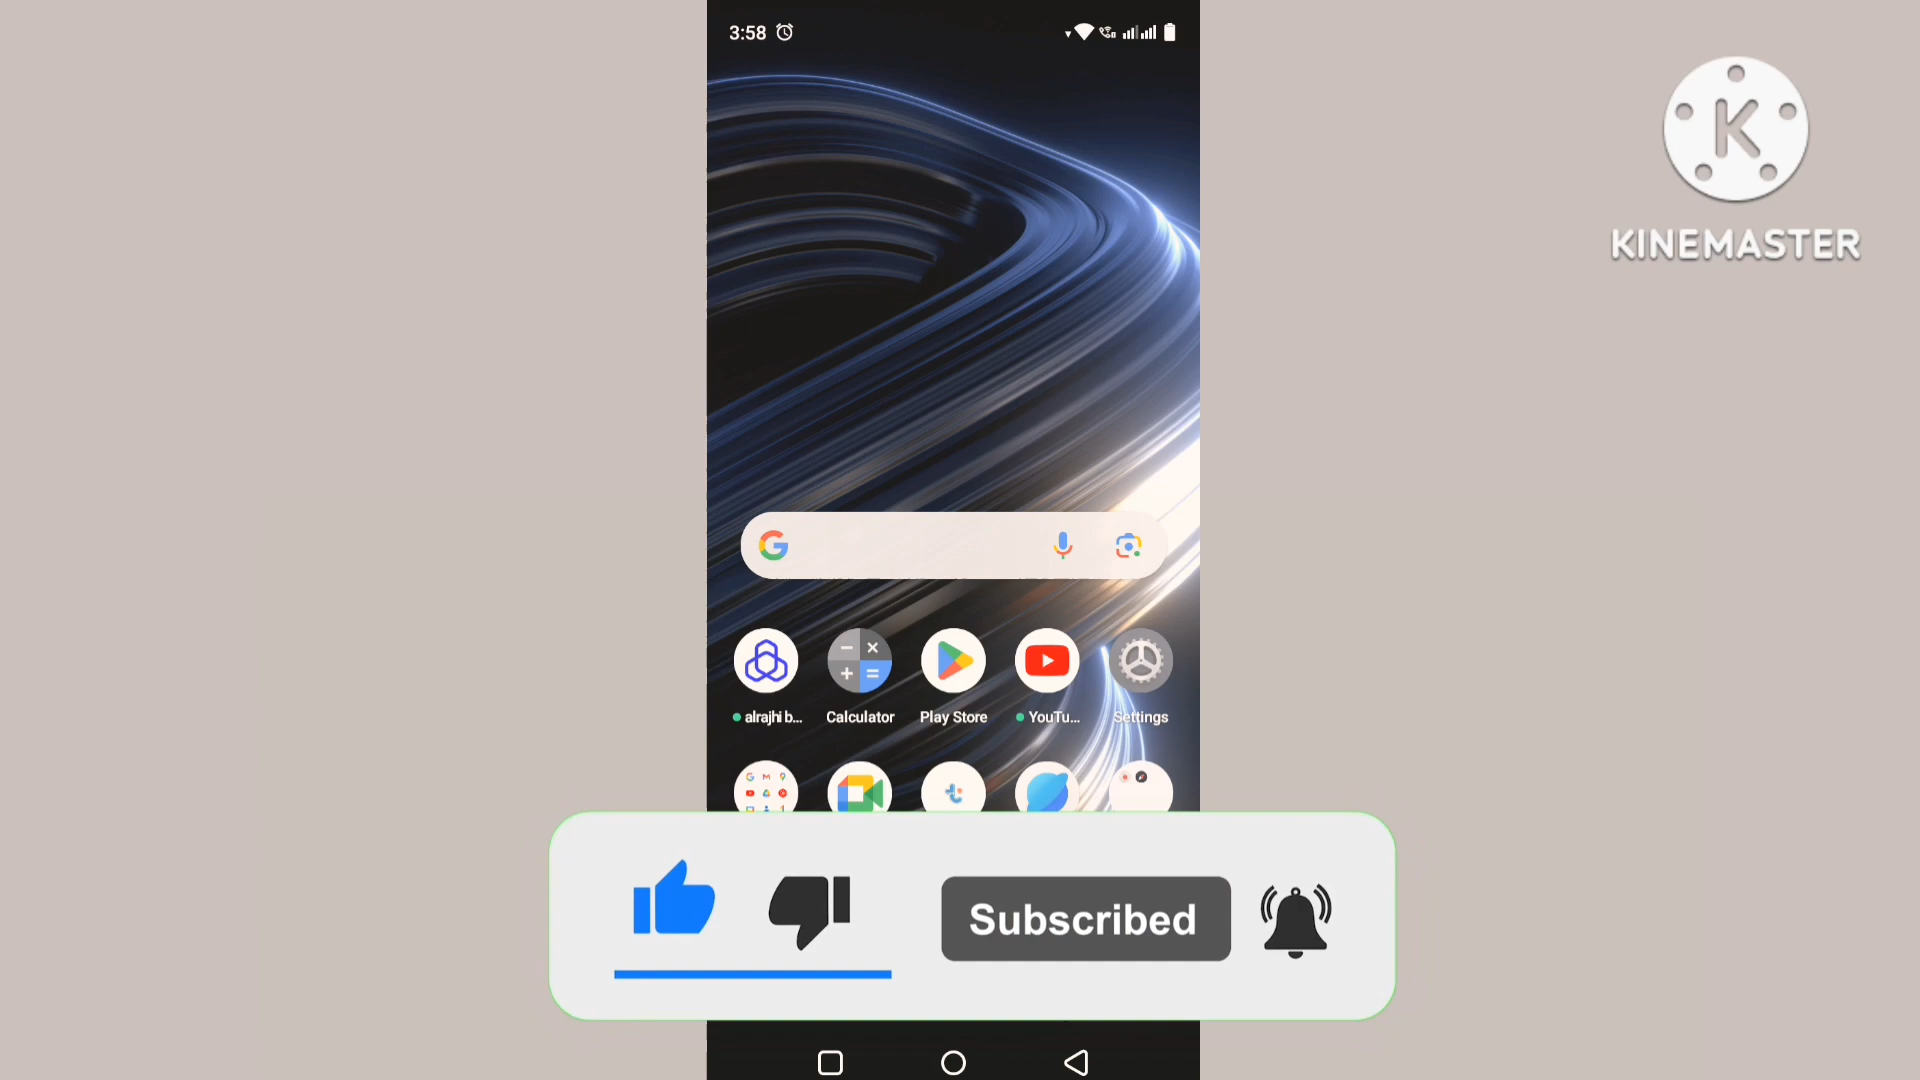 3:58
KINEMASTER
alrajhi b...
Calculator
Play Store
YouTu...
Settings
Subscribed